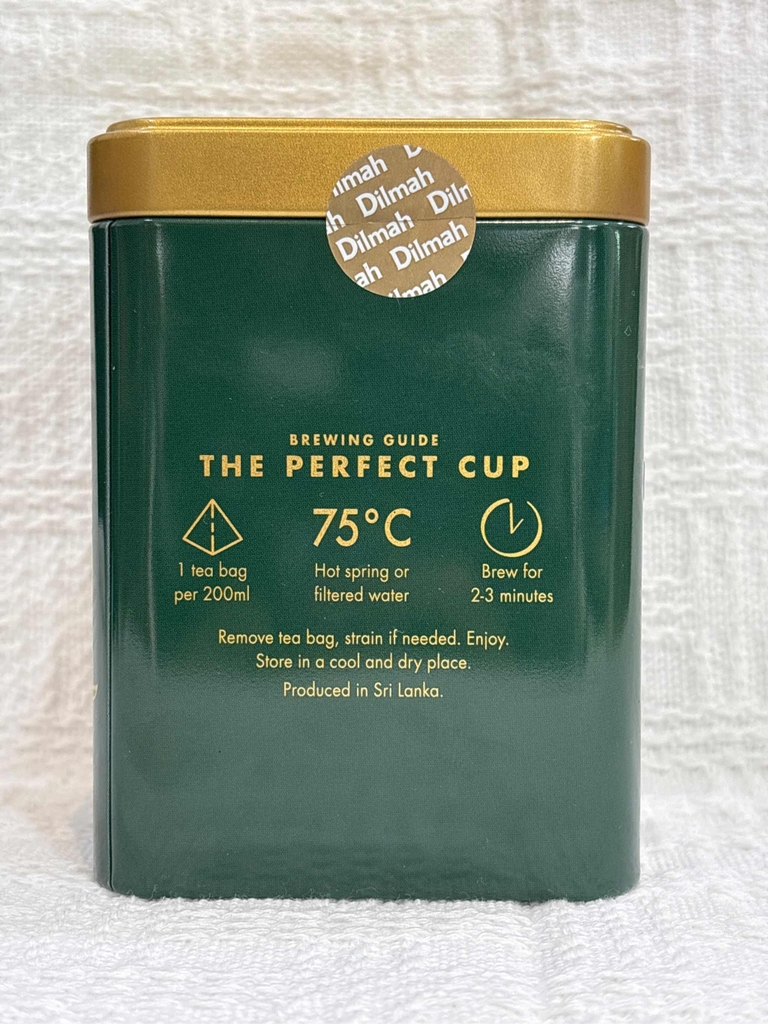 Dilmah
Dilmah
Dilmah
BREWING GUIDE
THE PERFECT CUP
1 tea bag
per 200ml
75°C
Hot spring or
filtered water
Brew for
2-3 minutes
Remove tea bag, strain if needed. Enjoy.
Store in a cool and dry place.
Produced in Sri Lanka.